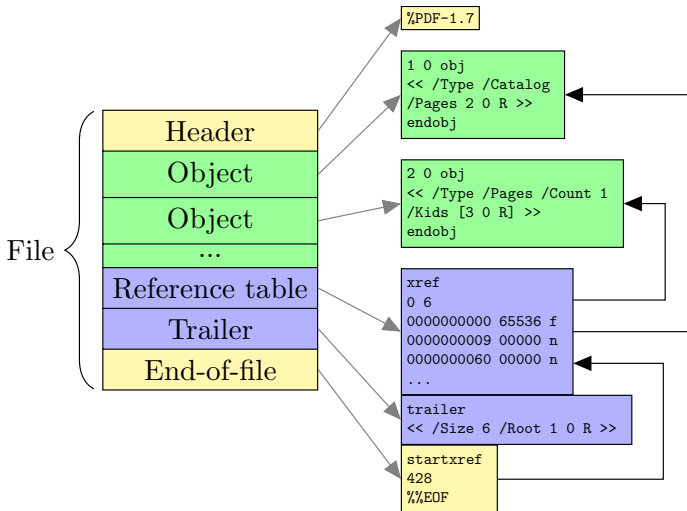 %PDF-1.7
1 0 obj
<< /Type /Catalog
/Pages 2 0 R >>
endobj
Header
Object
2 0 obj
<< /Type /Pages /Count 1
/Kids [3 0 R] >>
endobj
Object
File
...
Reference table
xref
0 6
0000000000 65536 f
0000000009 00000 n
0000000060 00000 n
...
Trailer
trailer
<< /Size 6 /Root 1 0 R >>
End-of-file
startxref
428
%%EOF